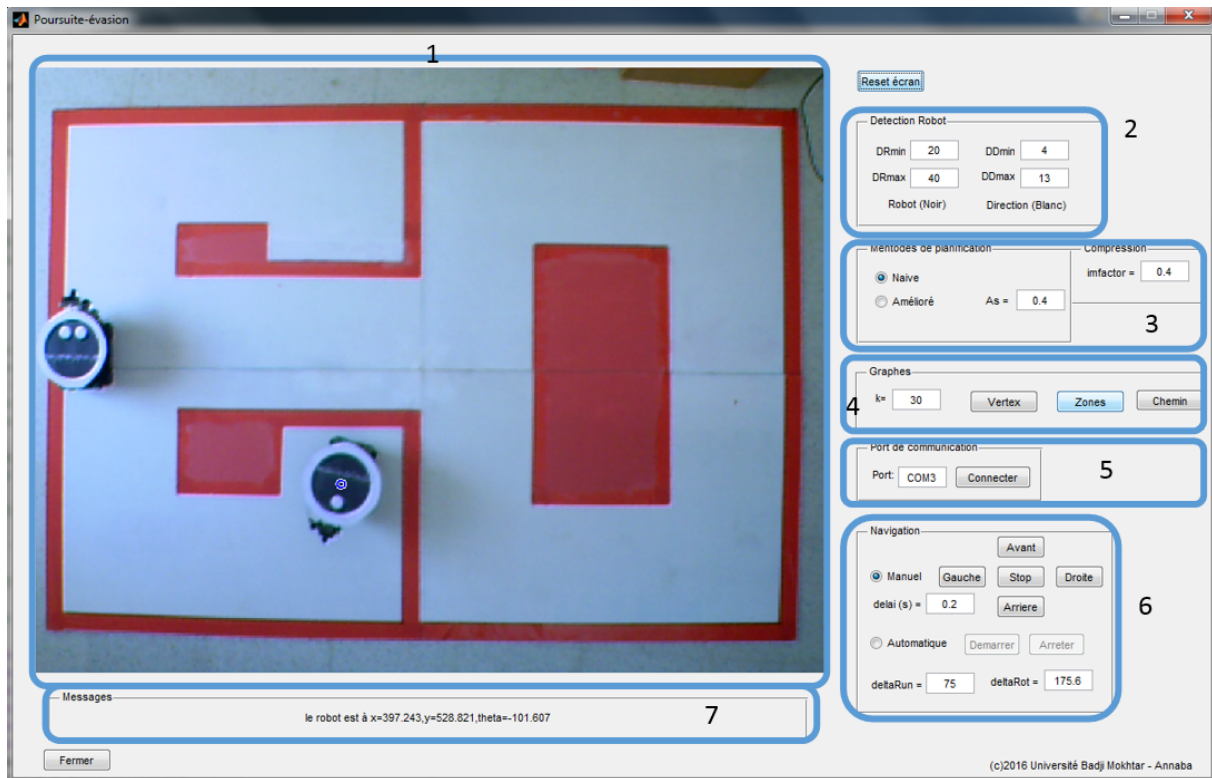 Poursuite-évasion
1
Reset écran
Detection Robot
2
DRmin 20 DDmin 4
DRmax 40 DDmax 13
Robot (Noir) Direction (Blanc)
Méthodes de planification
Compression
Naive
imfactor = 0.4
Amélioré As = 0.4
3
Graphes
4
k= 30 Vertex Zones Chemin
Port de communication
Port: COM3 Connecter
5
Navigation
Avant
Manuel Gauche Stop Droite
delai (s) = 0.2 Arriere
6
Automatique Demarrer Arreter
deltaRun = 75 deltaRot = 175.6
Messages
le robot est à x=397.243,y=528.821,theta=-101.607
7
Fermer
(c)2016 Université Badji Mokhtar - Annaba